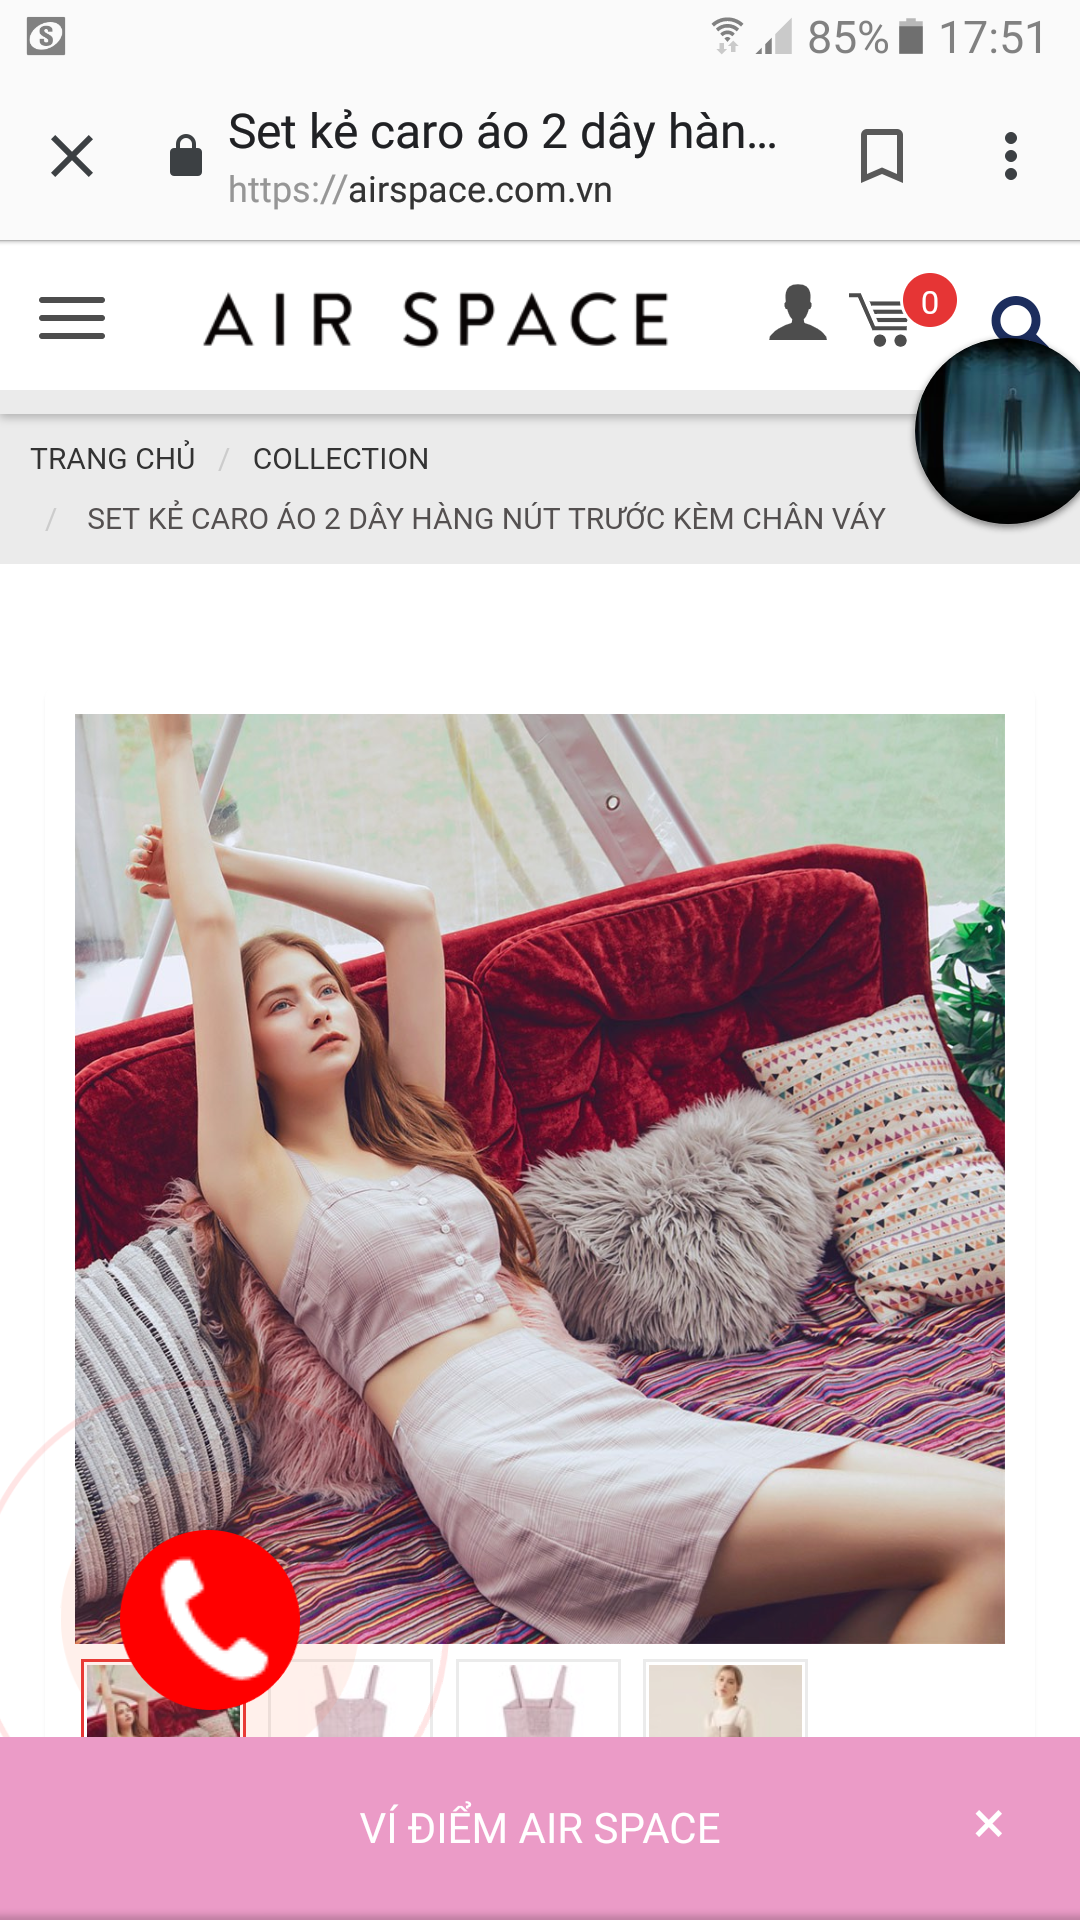 85% 17:51
Set kẻ caro áo 2 dây hàn...
https://airspace.com.vn
AIR SPACE
0
TRANG CHỦ / COLLECTION
/ SET KẺ CARO ÁO 2 DÂY HÀNG NÚT TRƯỚC KÈM CHÂN VÁY
VÍ ĐIỂM AIR SPACE